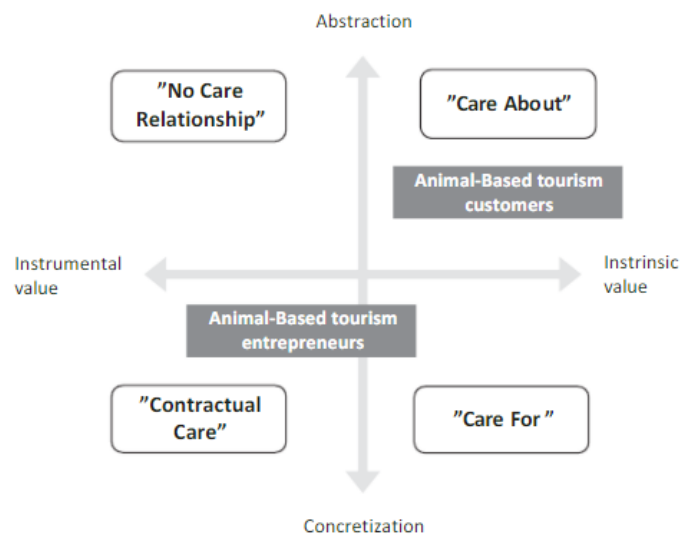 Abstraction
”No Care
Relationship”
”Care About”
Animal-Based tourism
customers
Instrumental
value
Instrinsic
value
Animal-Based tourism
entrepreneurs
”Contractual
Care”
”Care For ”
Concretization